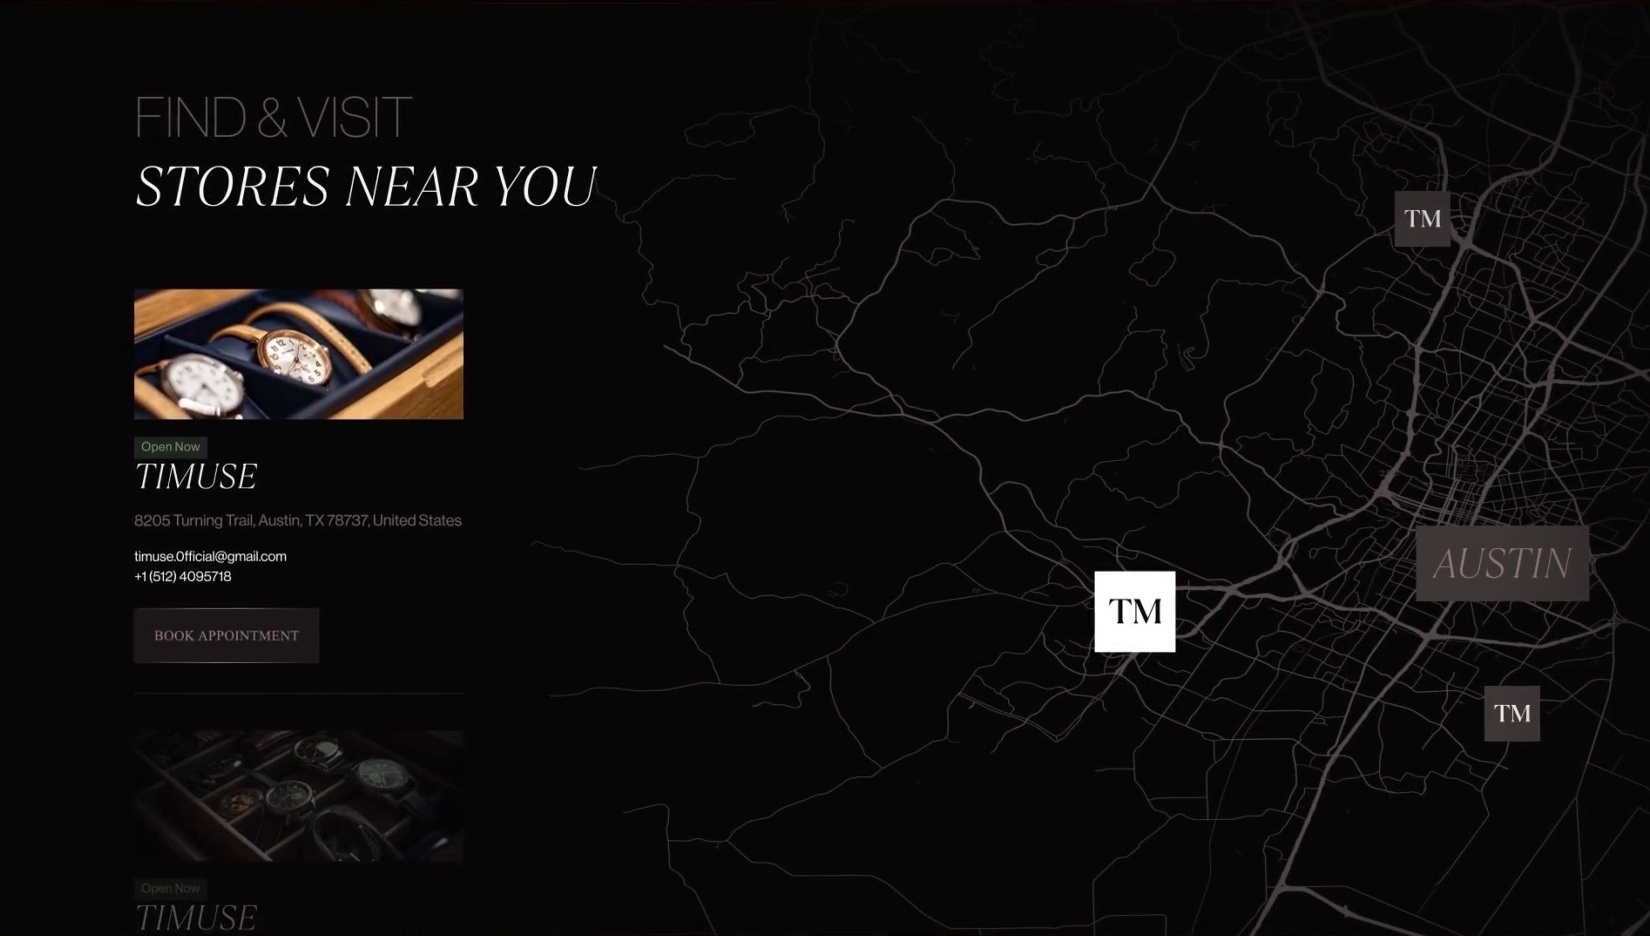 FIND & VISIT
STORES NEAR YOU
Open Now
TIMUSE
8205 Turning Trail, Austin, TX 78737, United States
timuse.0fficial@gmail.com
+1 (512) 4095718
BOOK APPOINTMENT
Open Now
TIMUSE
TM
AUSTIN
TM
TM